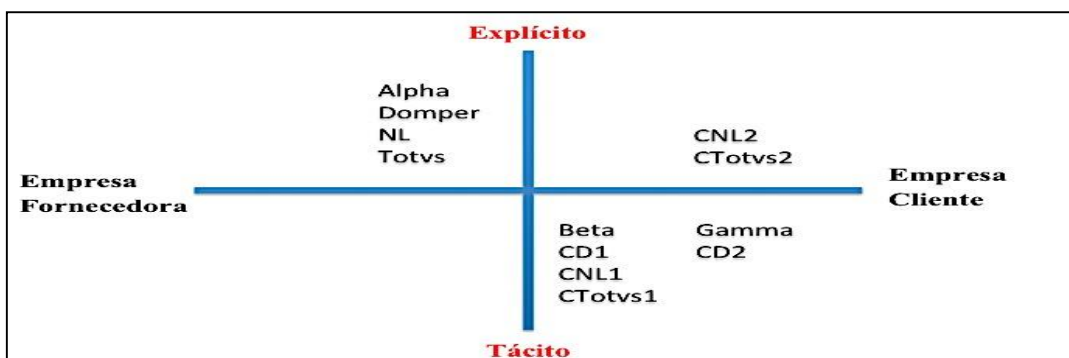 Explícito
Alpha
Domper
NL
Totvs
CNL2
CTotvs2
Empresa
Fornecedora
Empresa
Cliente
Beta
CD1
CNL1
CTotvs1
Gamma
CD2
Tácito